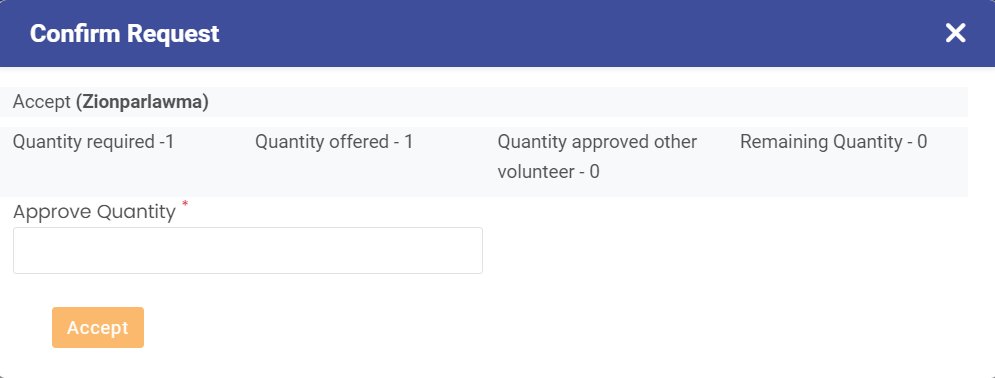 Confirm Request
Accept (Zionparlawma)
Quantity required -1
Quantity offered - 1
Quantity approved other
volunteer - 0
Remaining Quantity - 0
Approve Quantity *
Accept